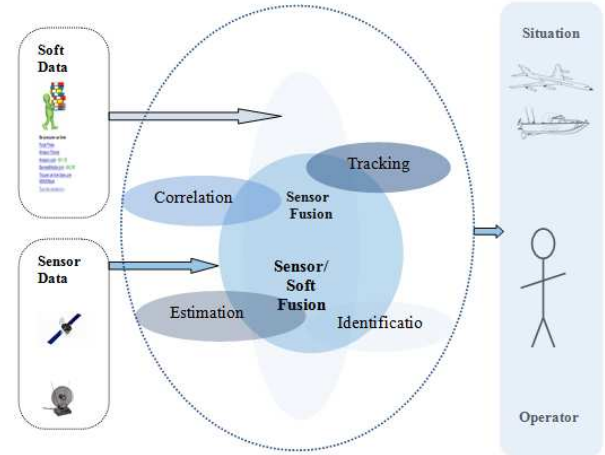 Soft
Data
Sensor
Data
Tracking
Correlation
Sensor
Fusion
Sensor/
Soft
Fusion
Estimation
Identificatio
Situation
Operator